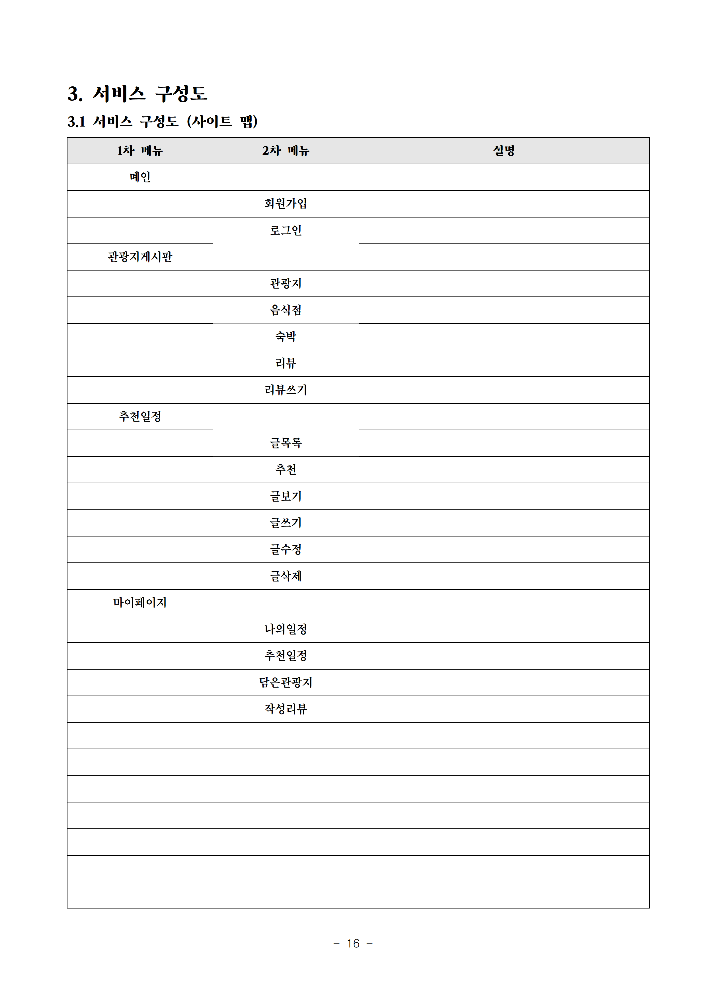 3. 서비스 구성도
3.1 서비스 구성도 (사이트 맵)
1차 메뉴 2차 메뉴 설명
몌인
회원가입
로그인
관광지게시판
관광지
음식점
숙박
리뷰
리뷰쓰기
추천일정
글목록
추천
글보기
글쓰기
글수정
글삭제
마이페이지
나의일정
추천일정
담은관광지
작성리뷰
- 16 -